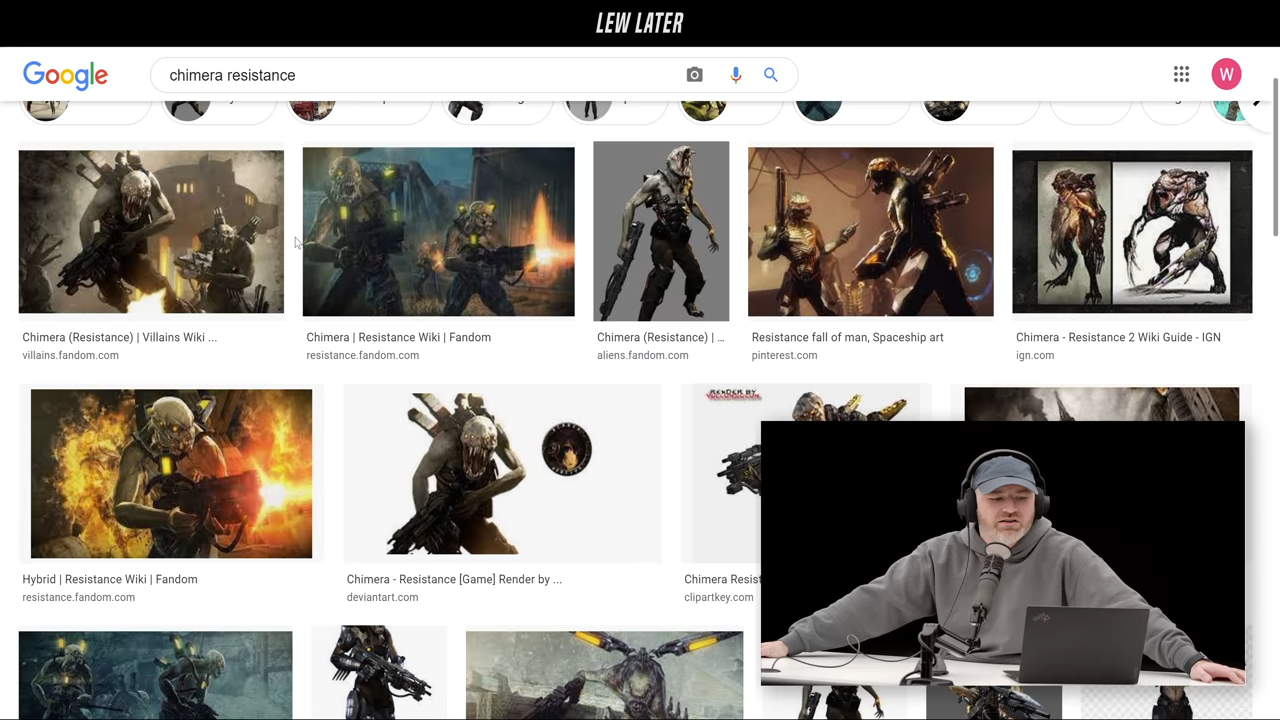 LEW LATER
Google
chimera resistance
W
Chimera (Resistance) | Villains Wiki ...
villains.fandom.com
Chimera | Resistance Wiki | Fandom
resistance.fandom.com
Chimera (Resistance) | ...
aliens.fandom.com
Resistance fall of man, Spaceship art
pinterest.com
Chimera - Resistance 2 Wiki Guide - IGN
ign.com
RENDER BY
Hybrid | Resistance Wiki | Fandom
resistance.fandom.com
Chimera - Resistance [Game] Render by ...
deviantart.com
Chimera Resist
clipartkey.com